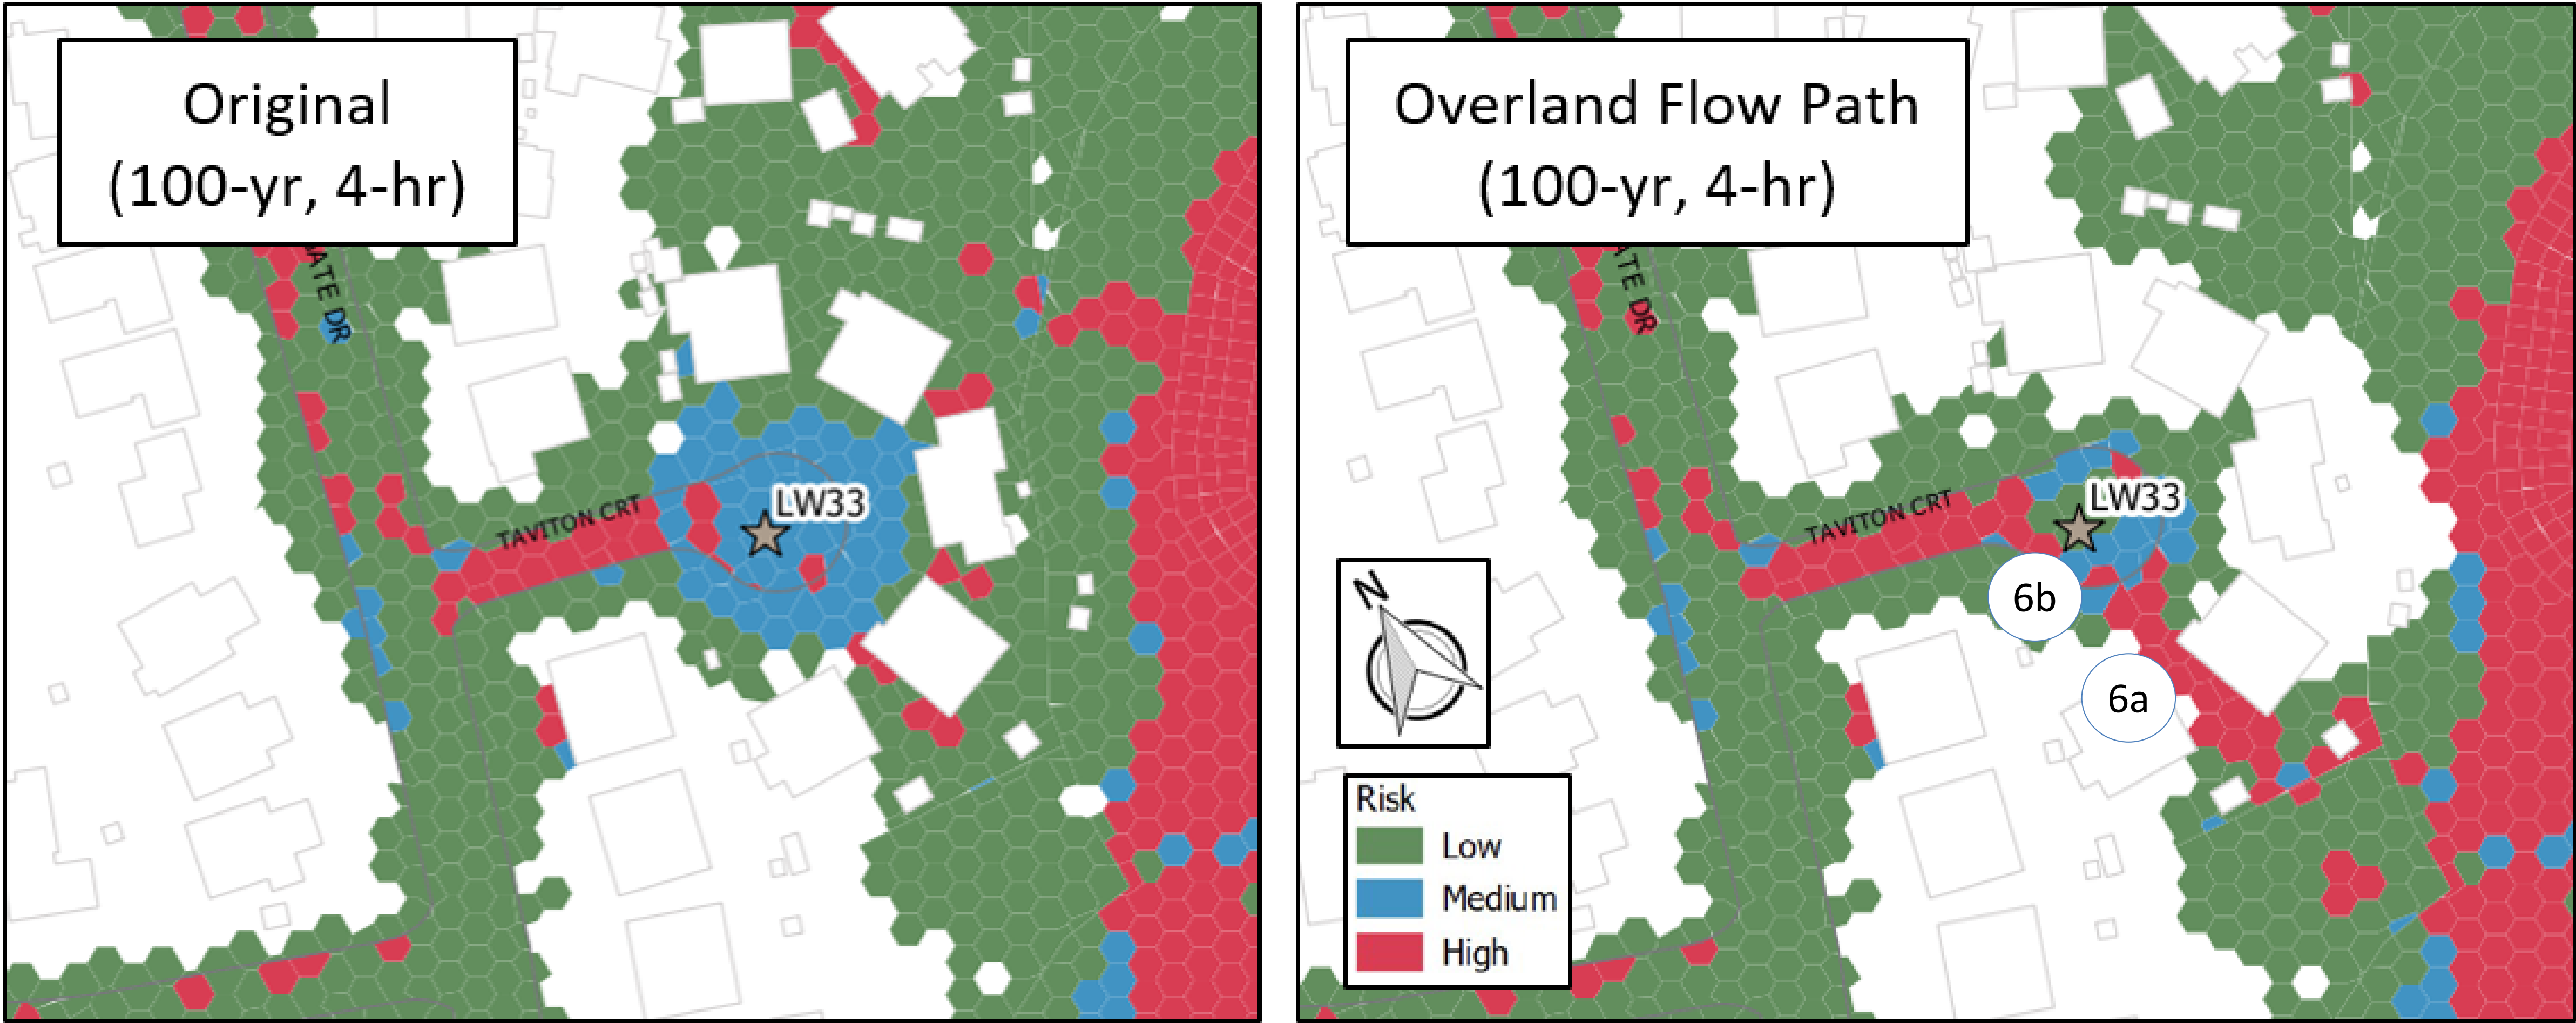 Original
(100-yr, 4-hr)
ATE DR
TAVITON CRT
LW33
Overland Flow Path
(100-yr, 4-hr)
ATE DR
TAVITON CRT
LW33
6b
6a
N
Risk
Low
Medium
High